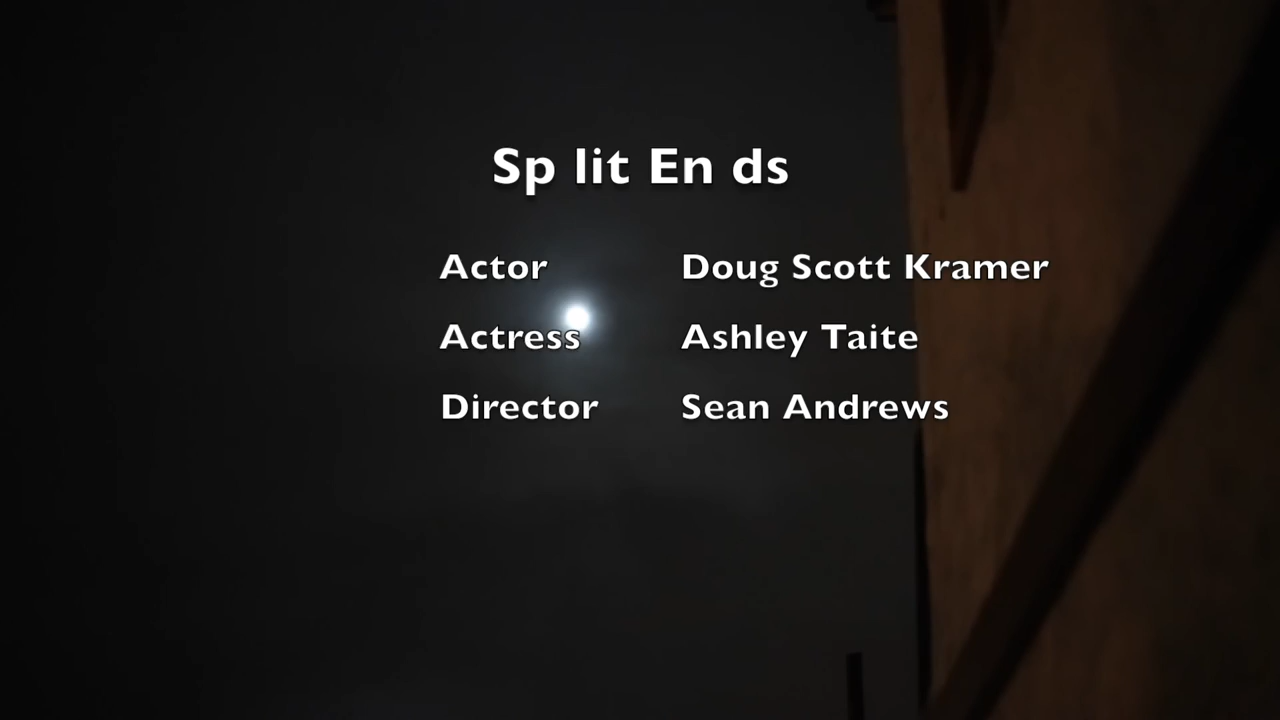 Sp lit En ds
Actor Doug Scott Kramer
Actress Ashley Taite
Director Sean Andrews